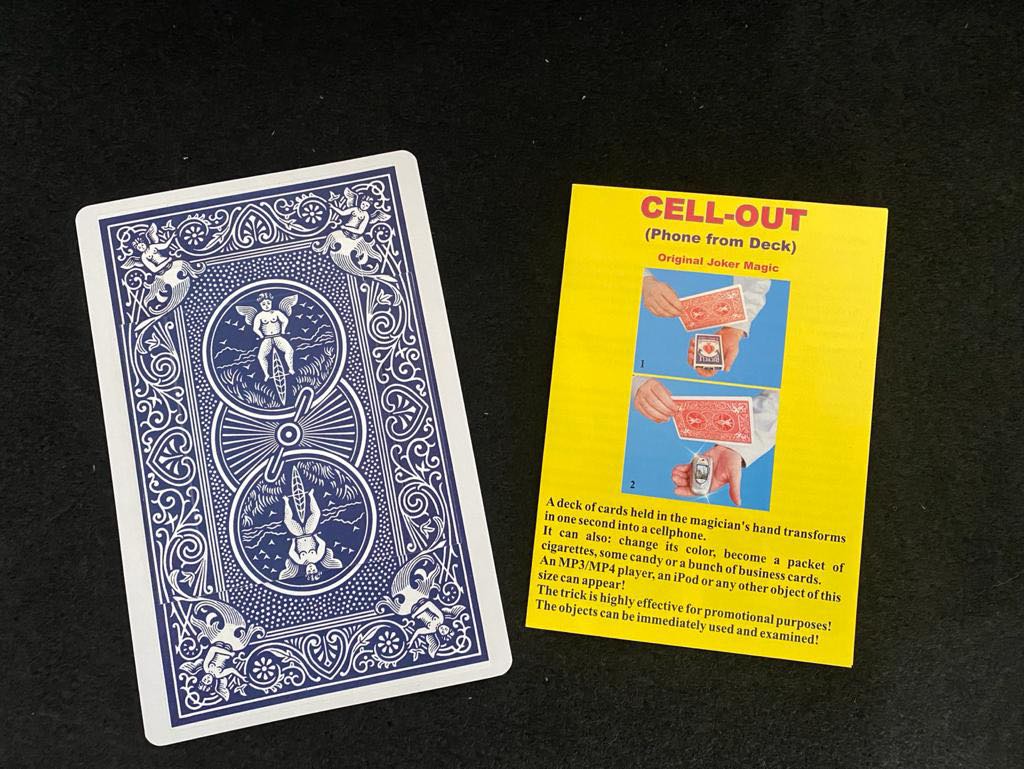 CELL-OUT
(Phone from Deck)
Original Joker Magic
1
2
A deck of cards held in the magician's hand transforms
in one second into a cellphone.
It can also: change its color, become a packet of
cigarettes, some candy or a bunch of business cards.
An MP3/MP4 player, an iPod or any other object of this
size can appear!
The trick is highly effective for promotional purposes!
The objects can be immediately used and examined!